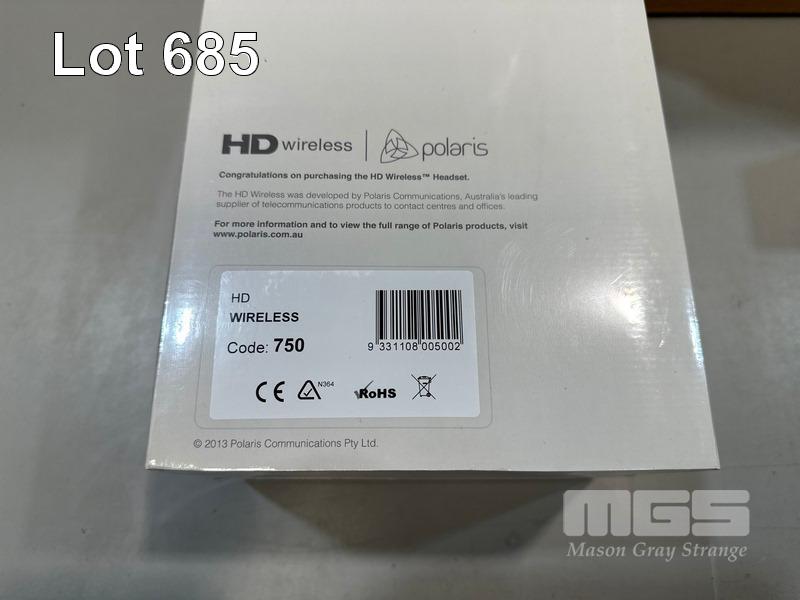 Lot 685
HD wireless | polaris
Congratulations on purchasing the HD Wireless™ Headset.
The HD Wireless was developed by Polaris Communications, Australia's leading
supplier of telecommunications products to contact centres and offices.
For more information and to view the full range of Polaris products, visit
www.polaris.com.au
HD
WIRELESS
Code: 750
9 331108 005002
CE N364 RoHS
© 2013 Polaris Communications Pty Ltd.
MGS
Mason Gray Strange